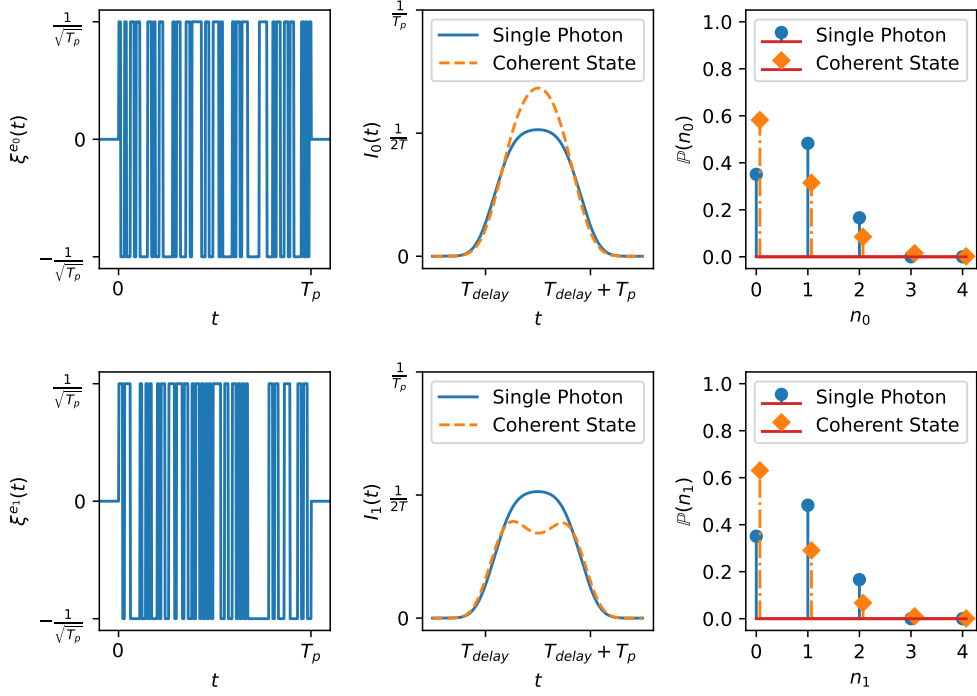 1/√T_p
0
−1/√T_p
ξ^{e_0}(t)
0 T_p
t
1/T_p
1/2T
0
I_0(t)
Single Photon
Coherent State
T_delay T_delay + T_p
t
1.0
0.8
0.6
0.4
0.2
0.0
ℙ(n_0)
Single Photon
Coherent State
0 1 2 3 4
n_0
1/√T_p
0
−1/√T_p
ξ^{e_1}(t)
0 T_p
t
1/T_p
1/2T
0
I_1(t)
Single Photon
Coherent State
T_delay T_delay + T_p
t
1.0
0.8
0.6
0.4
0.2
0.0
ℙ(n_1)
Single Photon
Coherent State
0 1 2 3 4
n_1